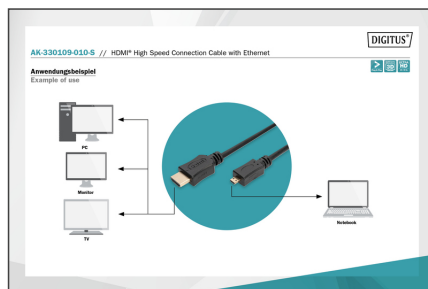 DIGITUS®
AK-330109-010-S // HDMI® High Speed Connection Cable with Ethernet
Anwendungsbeispiel
Example of use
PC
Monitor
TV
Notebook